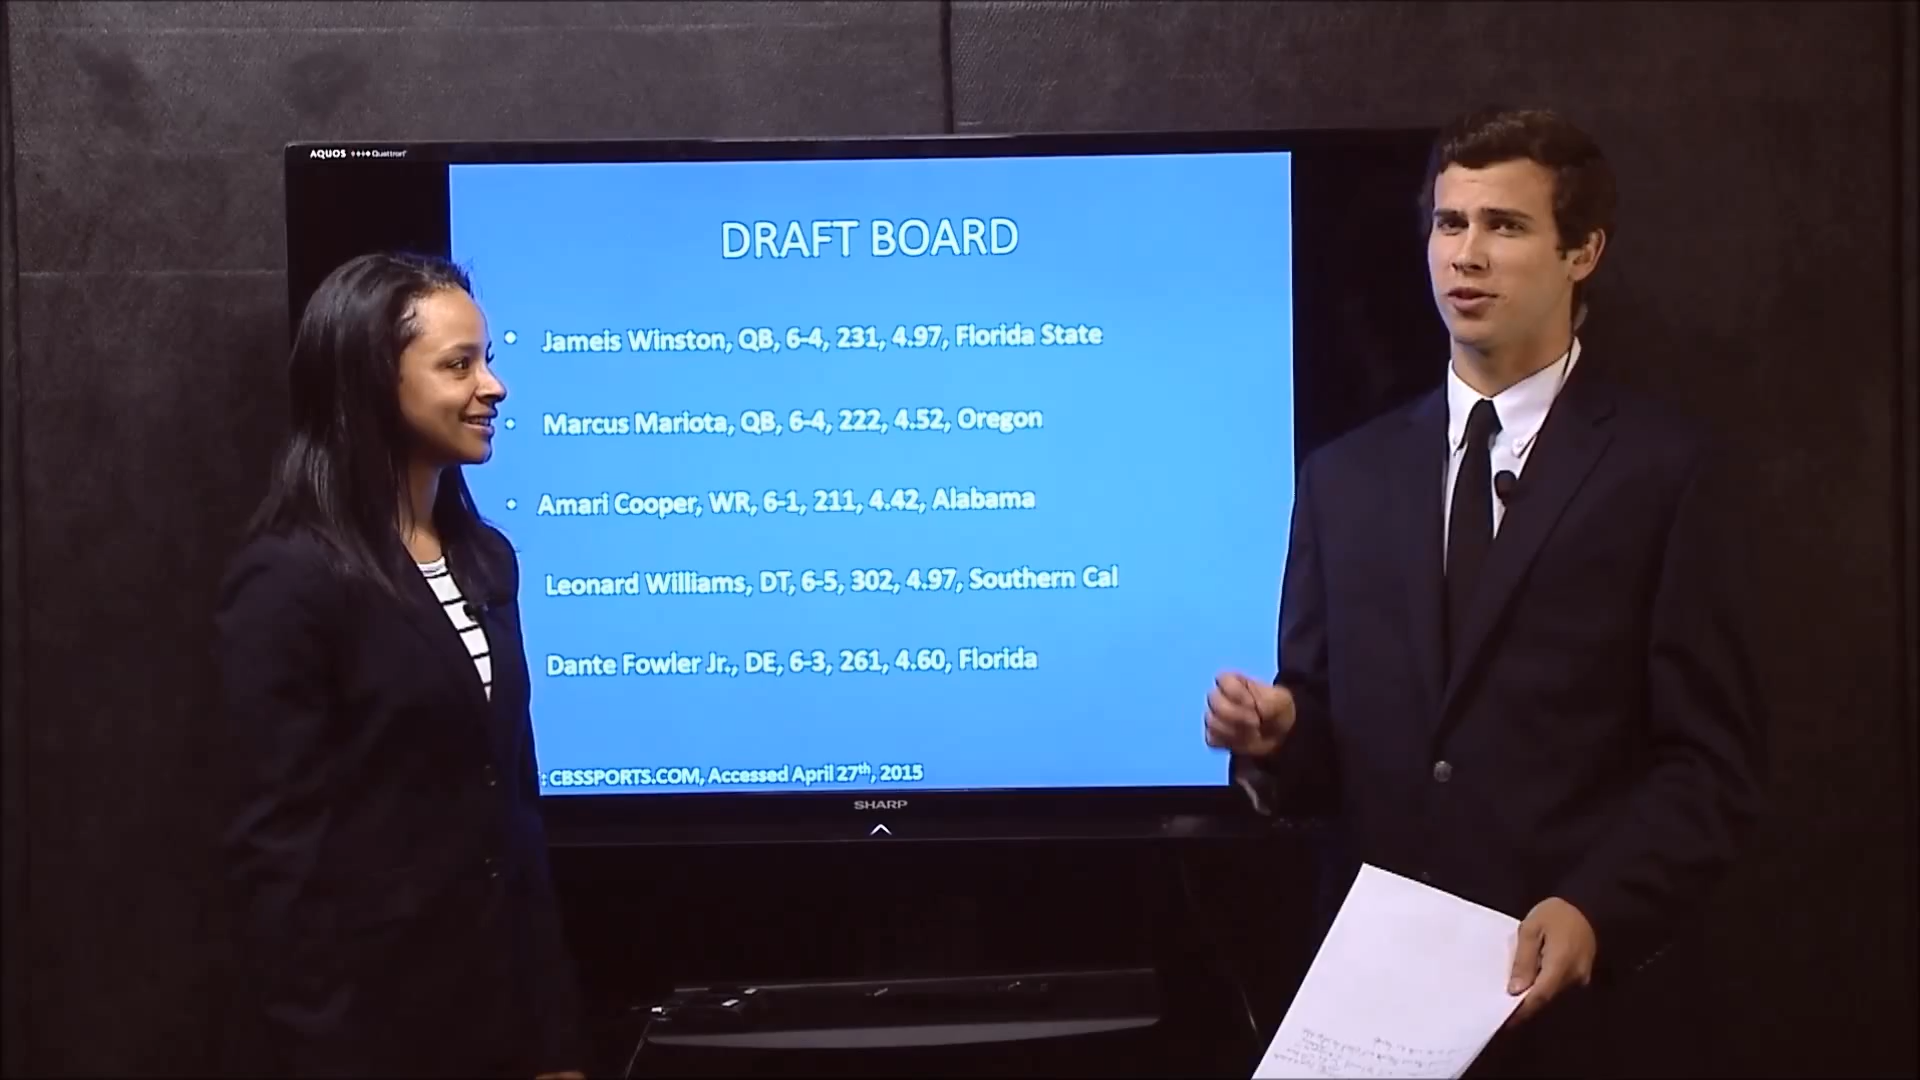 AQUOS Quattron
DRAFT BOARD
• Jameis Winston, QB, 6-4, 231, 4.97, Florida State
• Marcus Mariota, QB, 6-4, 222, 4.52, Oregon
• Amari Cooper, WR, 6-1, 211, 4.42, Alabama
Leonard Williams, DT, 6-5, 302, 4.97, Southern Cal
Dante Fowler Jr., DE, 6-3, 261, 4.60, Florida
: CBSSPORTS.COM, Accessed April 27th, 2015
SHARP